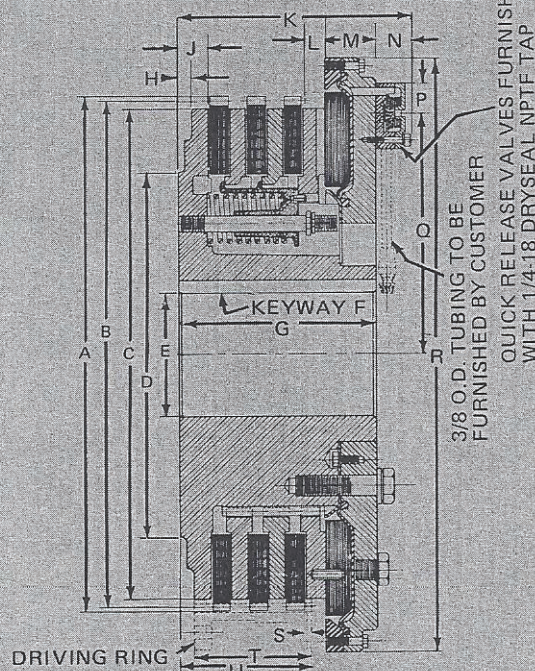 K
J
L
M
N
H
P
A
B
C
D
E
KEYWAY F
G
Q
R
3/8 O.D. TUBING TO BE
FURNISHED BY CUSTOMER
QUICK RELEASE VALVES FURNISH
WITH 1/4-18 DRYSEAL NPTF TAP
S
DRIVING RING
T
U